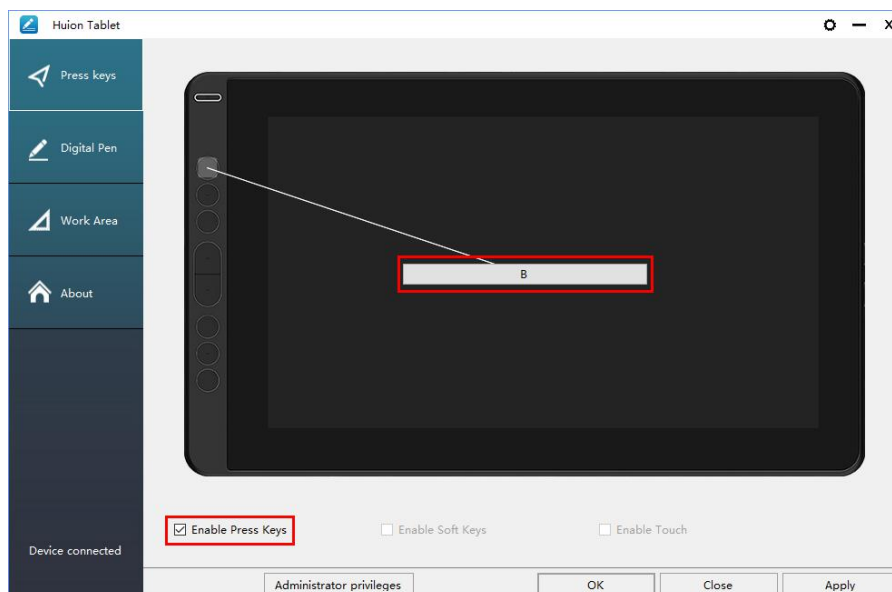 Huion Tablet
Press keys
Digital Pen
Work Area
About
B
Enable Press Keys
Enable Soft Keys
Enable Touch
Device connected
Administrator privileges
OK
Close
Apply